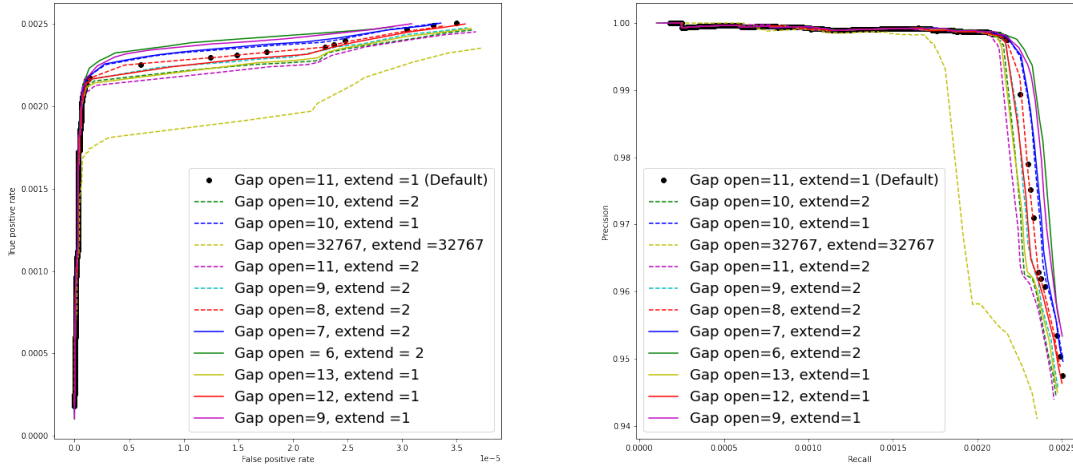 0.0025
0.0020
0.0015
0.0010
0.0005
0.0000
True positive rate
0.0
0.5
1.0
1.5
2.0
2.5
3.0
3.5
1e−5
False positive rate
Gap open=11, extend =1 (Default)
Gap open=10, extend =2
Gap open=10, extend =1
Gap open=32767, extend =32767
Gap open=11, extend =2
Gap open=9, extend =2
Gap open=8, extend =2
Gap open=7, extend =2
Gap open = 6, extend = 2
Gap open=13, extend =1
Gap open=12, extend =1
Gap open=9, extend =1
1.00
0.99
0.98
0.97
0.96
0.95
0.94
Precision
0.0000
0.0005
0.0010
0.0015
0.0020
0.0025
Recall
Gap open=11, extend=1 (Default)
Gap open=10, extend=2
Gap open=10, extend=1
Gap open=32767, extend=32767
Gap open=11, extend=2
Gap open=9, extend=2
Gap open=8, extend=2
Gap open=7, extend=2
Gap open=6, extend=2
Gap open=13, extend=1
Gap open=12, extend=1
Gap open=9, extend=1